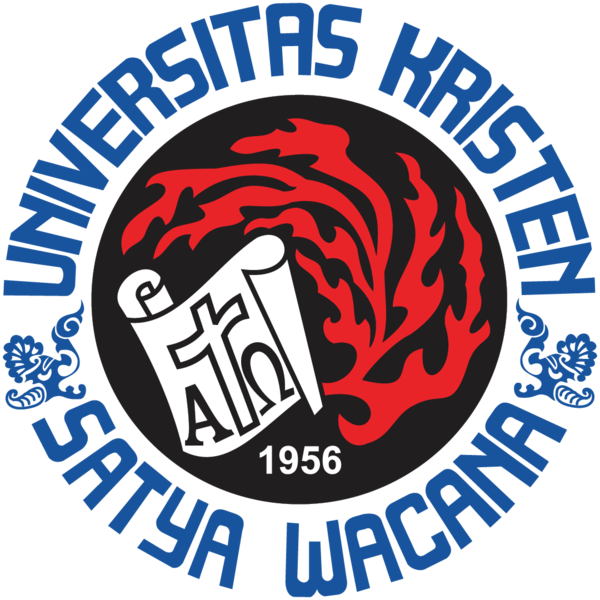 UNIVERSITAS KRISTEN
SATYA WACANA
Α Ω
1956